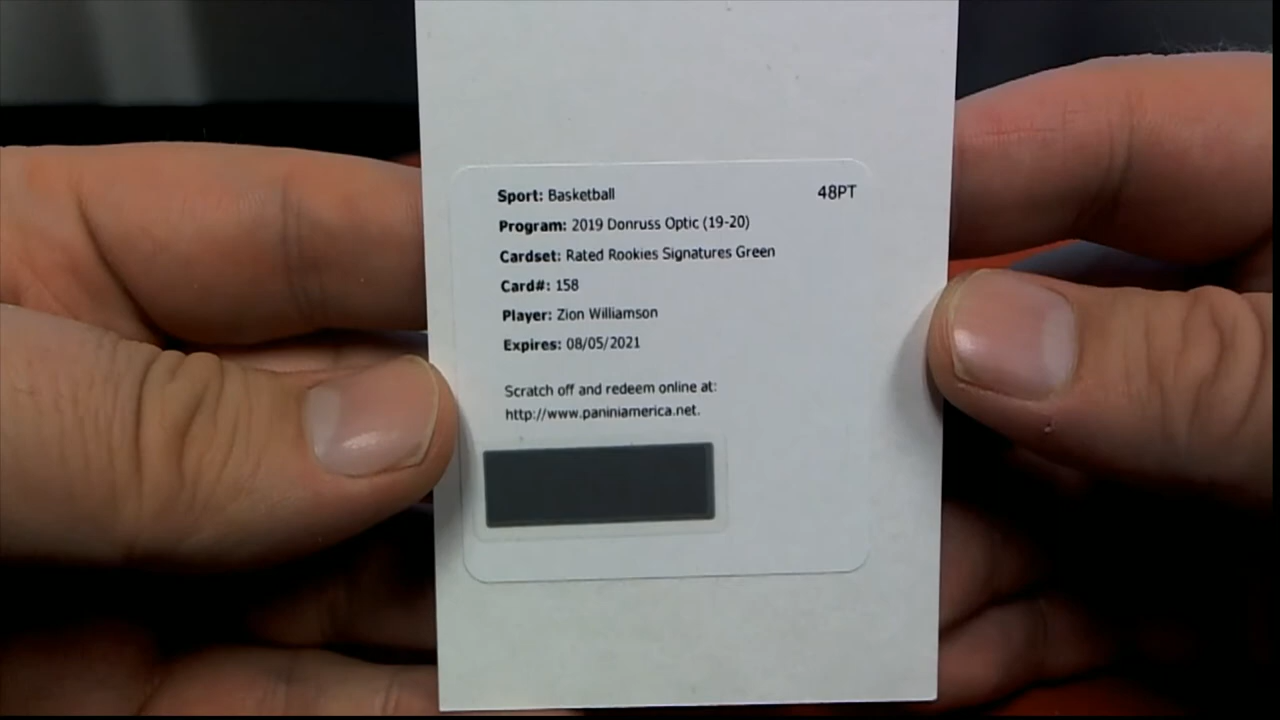 Sport: Basketball
48PT
Program: 2019 Donruss Optic (19-20)
Cardset: Rated Rookies Signatures Green
Card#: 158
Player: Zion Williamson
Expires: 08/05/2021
Scratch off and redeem online at:
http://www.paniniamerica.net.